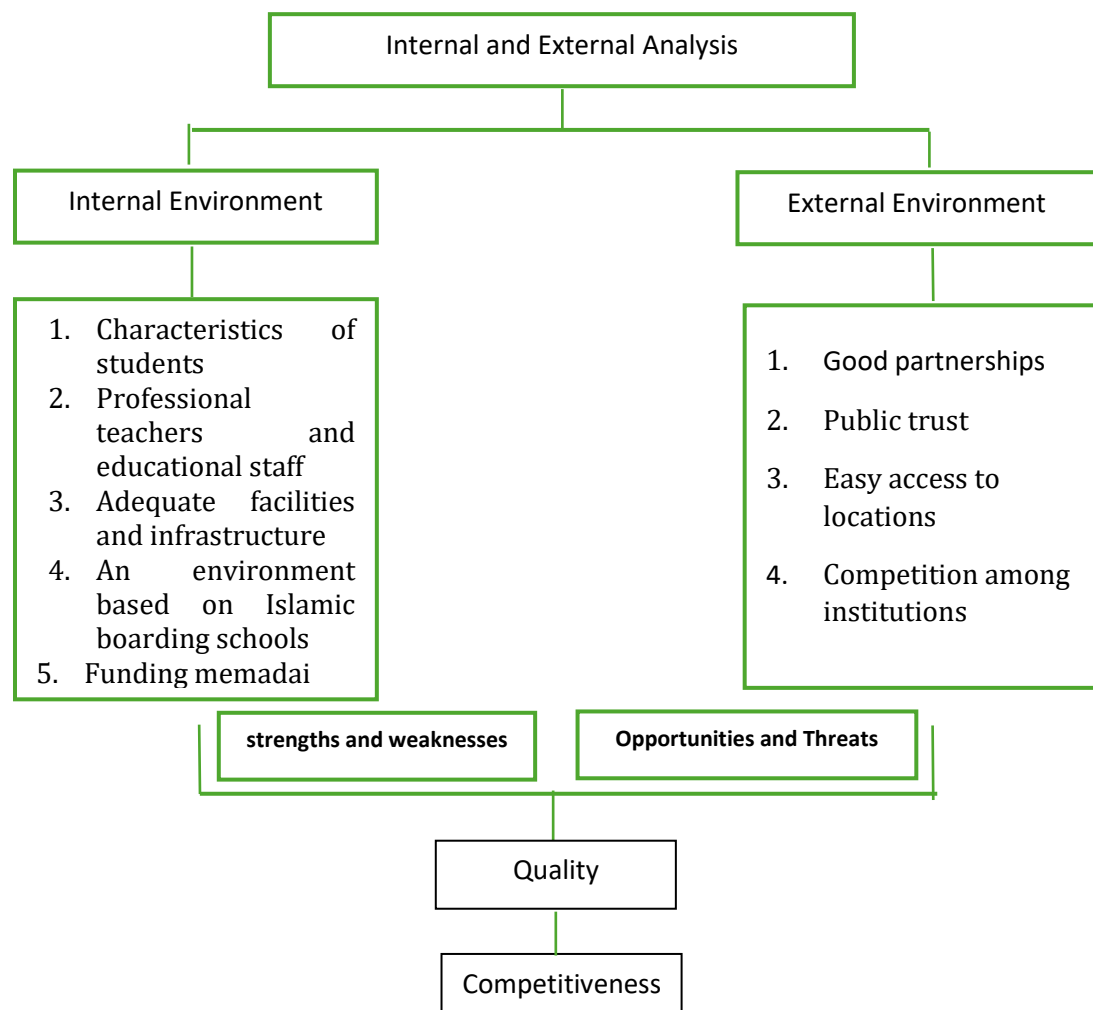 Internal and External Analysis
Internal Environment
External Environment
1. Characteristics of
students
2. Professional
teachers and
educational staff
3. Adequate facilities
and infrastructure
4. An environment
based on Islamic
boarding schools
5. Funding memadai
1. Good partnerships
2. Public trust
3. Easy access to
locations
4. Competition among
institutions
strengths and weaknesses
Opportunities and Threats
Quality
Competitiveness